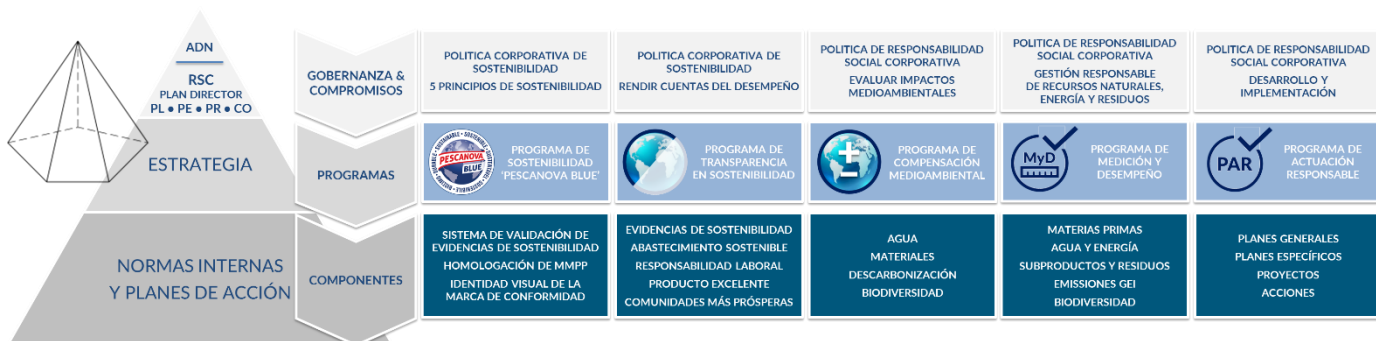 ADN
RSC
PLAN DIRECTOR
PL • PE • PR • CO
ESTRATEGIA
NORMAS INTERNAS
Y PLANES DE ACCIÓN
GOBERNANZA &
COMPROMISOS
PROGRAMAS
COMPONENTES
POLITICA CORPORATIVA DE
SOSTENIBILIDAD
5 PRINCIPIOS DE SOSTENIBILIDAD
POLITICA CORPORATIVA DE
SOSTENIBILIDAD
RENDIR CUENTAS DEL DESEMPEÑO
POLITICA DE RESPONSABILIDAD
SOCIAL CORPORATIVA
EVALUAR IMPACTOS
MEDIOAMBIENTALES
POLITICA DE RESPONSABILIDAD
SOCIAL CORPORATIVA
GESTIÓN RESPONSABLE
DE RECURSOS NATURALES,
ENERGÍA Y RESIDUOS
POLITICA DE RESPONSABILIDAD
SOCIAL CORPORATIVA
DESARROLLO Y
IMPLEMENTACIÓN
PESCANOVA
BLUE
PROGRAMA DE
SOSTENIBILIDAD
'PESCANOVA BLUE'
PROGRAMA DE
TRANSPARENCIA
EN SOSTENIBILIDAD
PROGRAMA DE
COMPENSACIÓN
MEDIOAMBIENTAL
MyD
PROGRAMA DE
MEDICIÓN Y
DESEMPEÑO
PAR
PROGRAMA DE
ACTUACIÓN
RESPONSABLE
SISTEMA DE VALIDACIÓN DE
EVIDENCIAS DE SOSTENIBILIDAD
HOMOLOGACIÓN DE MMPP
IDENTIDAD VISUAL DE LA
MARCA DE CONFORMIDAD
EVIDENCIAS DE SOSTENIBILIDAD
ABASTECIMIENTO SOSTENIBLE
RESPONSABILIDAD LABORAL
PRODUCTO EXCELENTE
COMUNIDADES MÁS PRÓSPERAS
AGUA
MATERIALES
DESCARBONIZACIÓN
BIODIVERSIDAD
MATERIAS PRIMAS
AGUA Y ENERGÍA
SUBPRODUCTOS Y RESIDUOS
EMISSIONES GEI
BIODIVERSIDAD
PLANES GENERALES
PLANES ESPECÍFICOS
PROYECTOS
ACCIONES